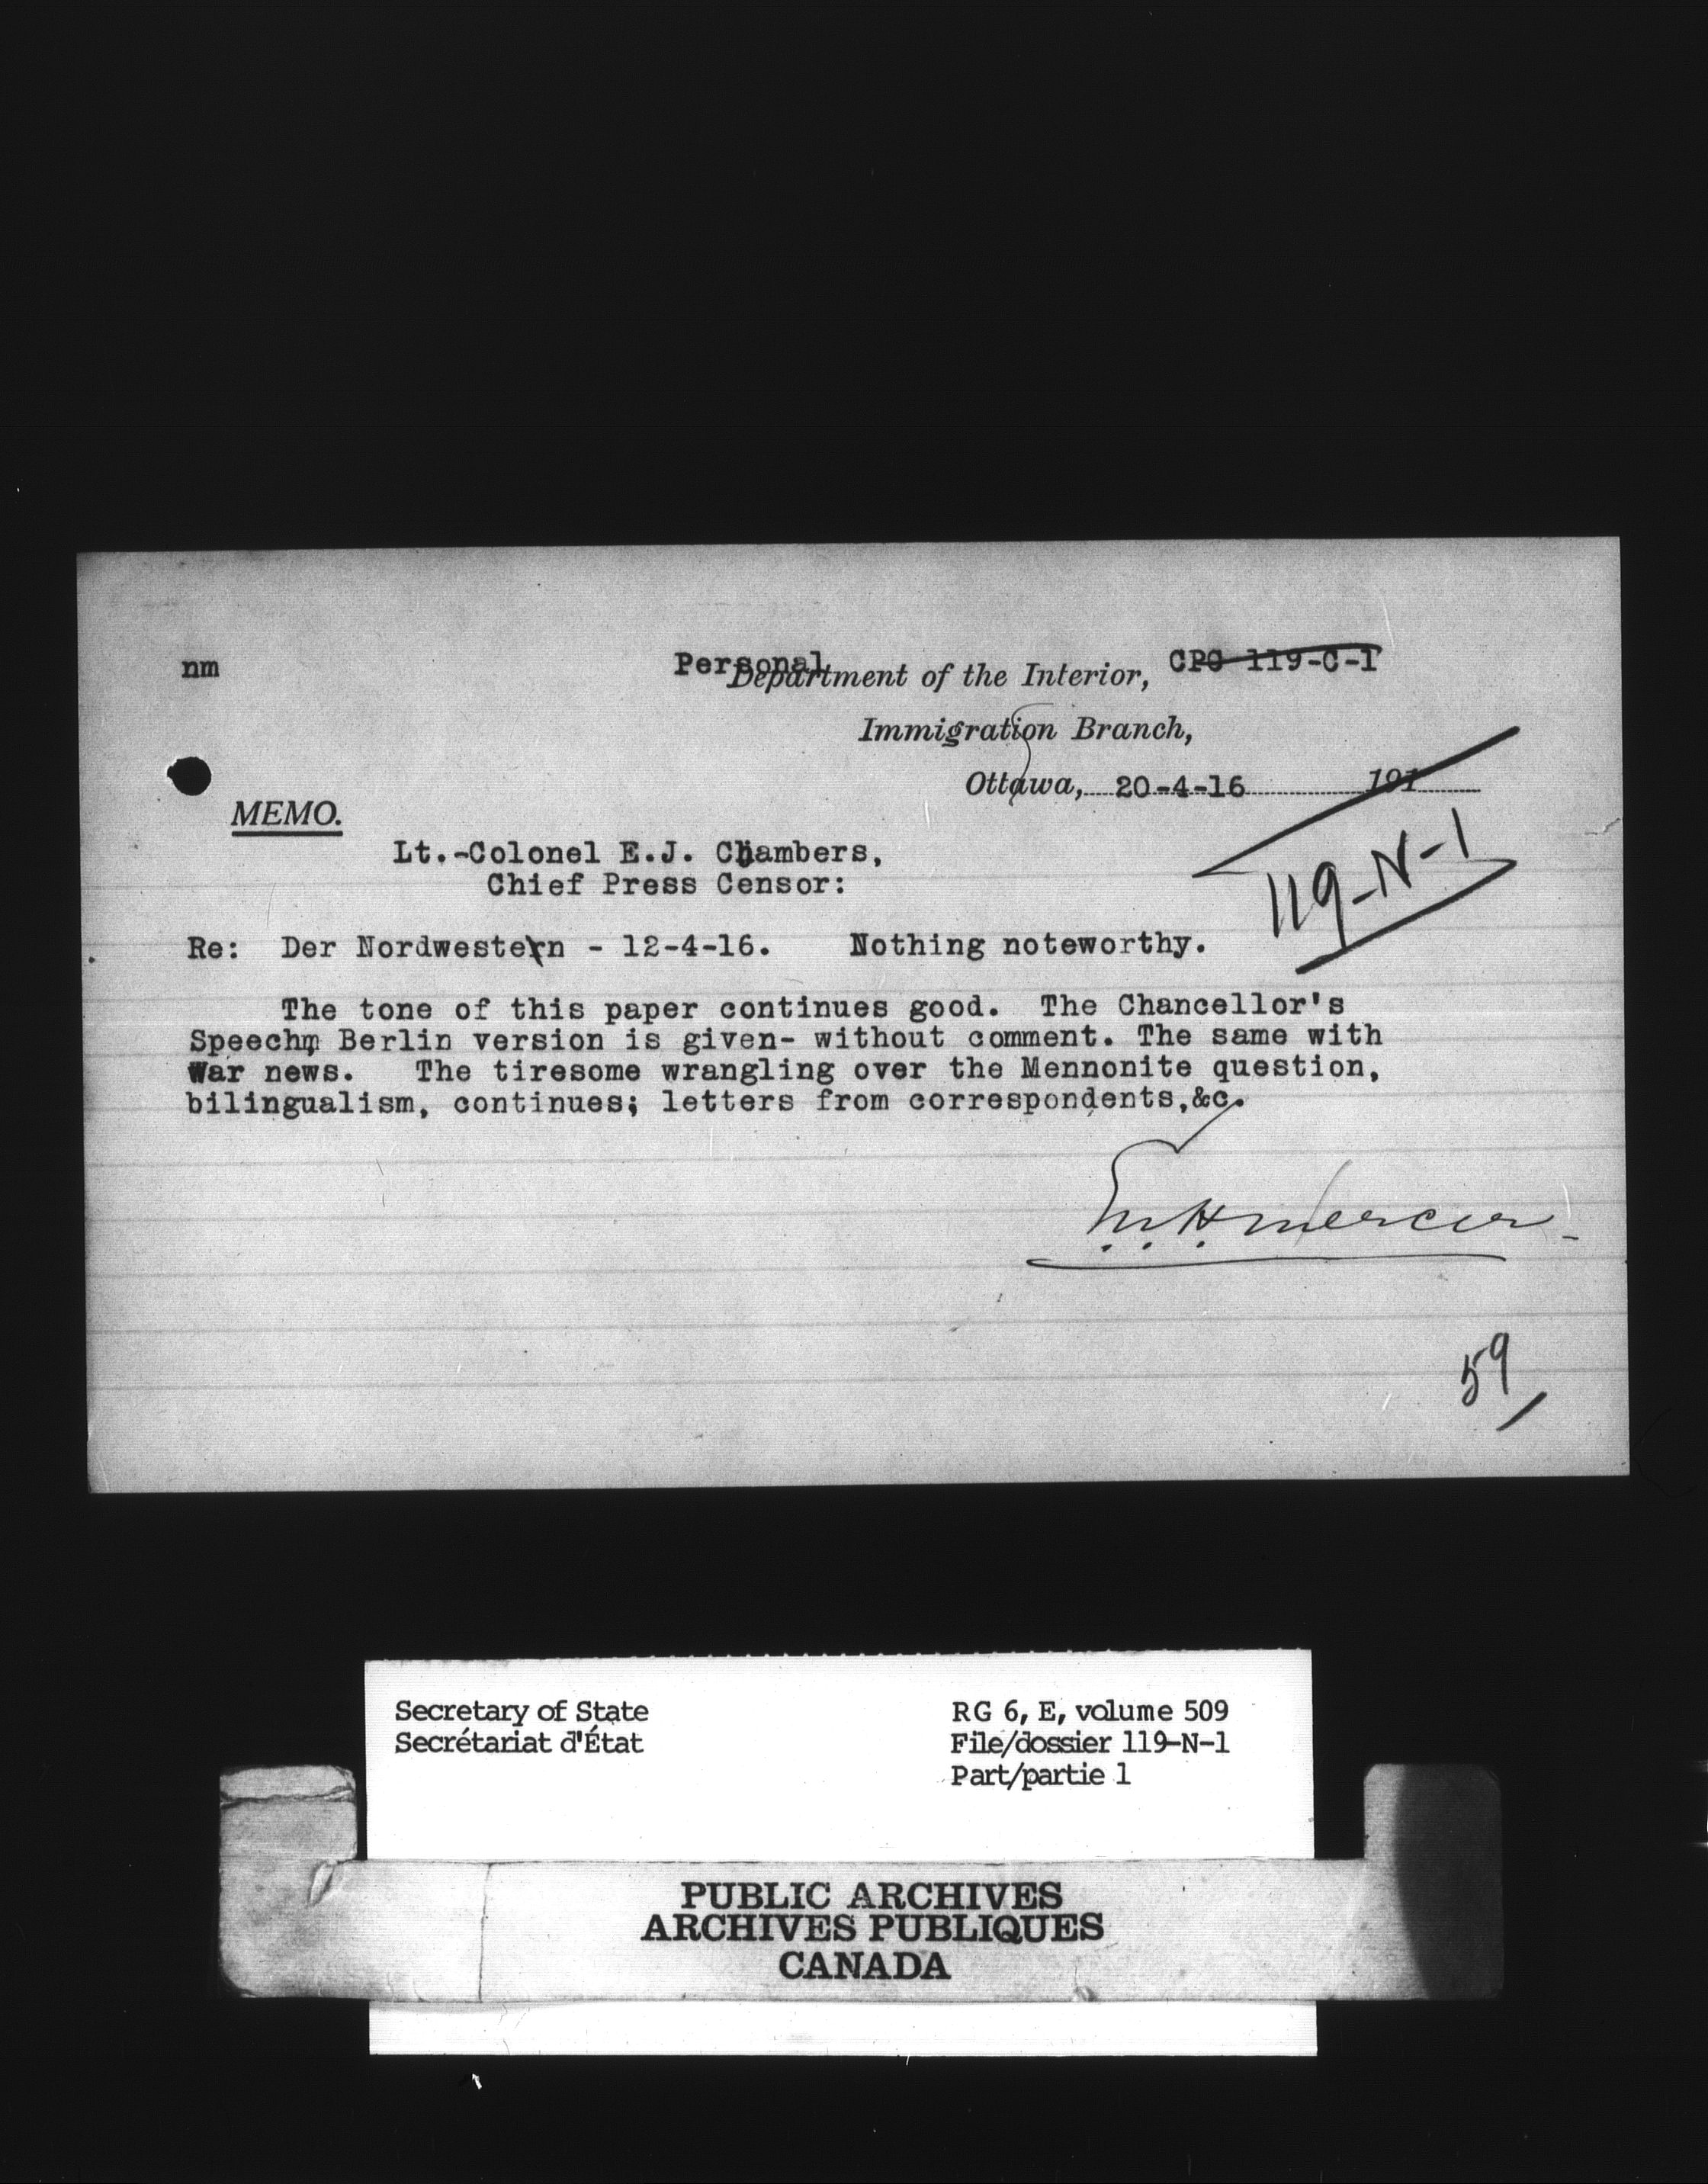 nm Personal CPC 119-C-1
Department of the Interior,
Immigration Branch,
Ottawa, 20-4-16 191
MEMO.
119-N-1
Lt.-Colonel E.J. Chambers,
Chief Press Censor:
Re: Der Nordwesten - 12-4-16. Nothing noteworthy.
The tone of this paper continues good. The Chancellor's
Speech, Berlin version is given- without comment. The same with
War news. The tiresome wrangling over the Mennonite question,
bilingualism, continues; letters from correspondents,&c.
59
Secretary of State
Secrétariat d'État
RG 6, E, volume 509
File/dossier 119-N-1
Part/partie 1
PUBLIC ARCHIVES
ARCHIVES PUBLIQUES
CANADA